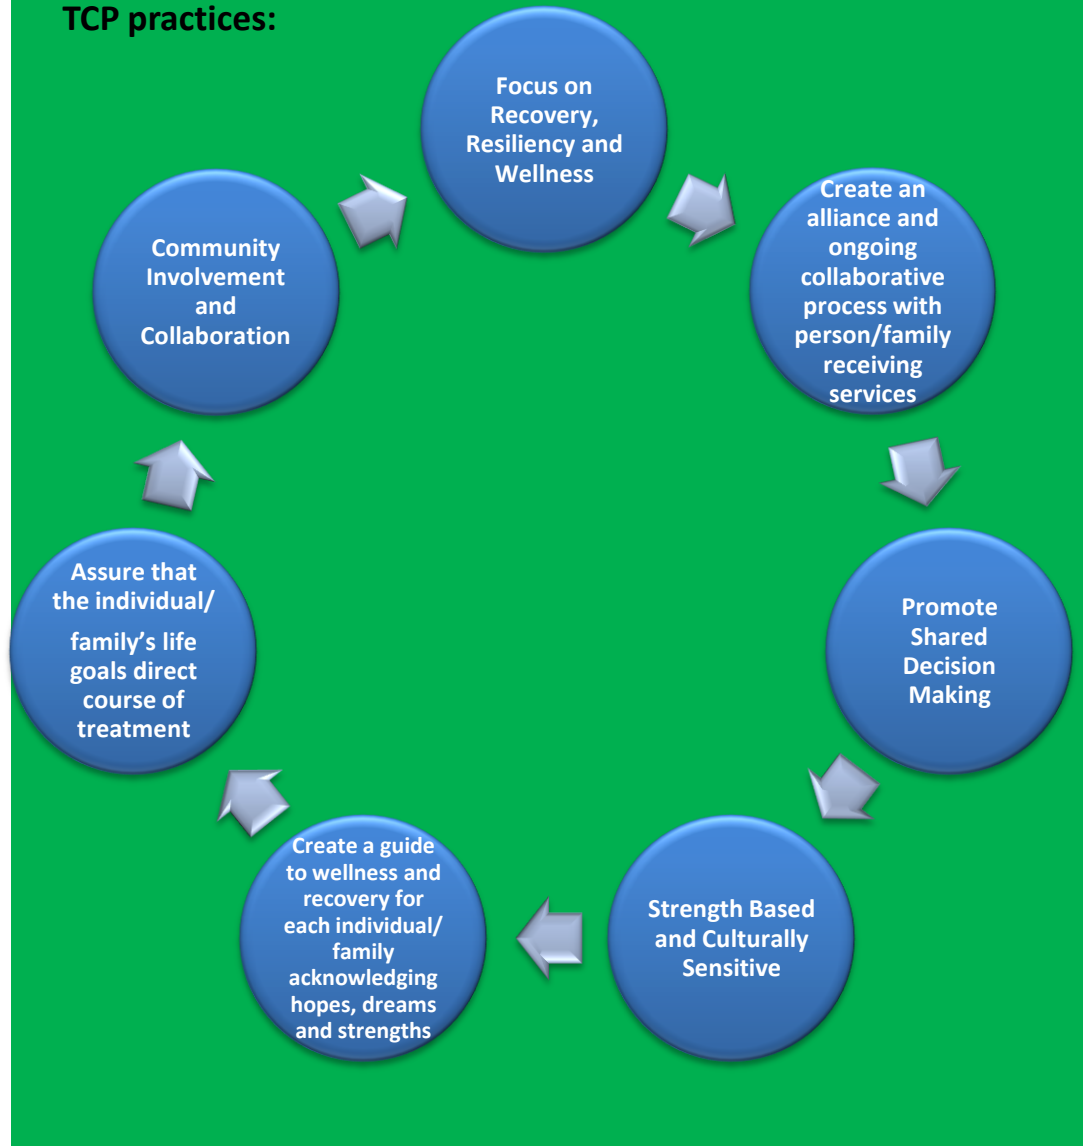 TCP practices:
Focus on
Recovery,
Resiliency and
Wellness
Create an
alliance and
ongoing
collaborative
process with
person/family
receiving
services
Promote
Shared
Decision
Making
Strength Based
and Culturally
Sensitive
Create a guide
to wellness and
recovery for
each individual/
family
acknowledging
hopes, dreams
and strengths
Assure that
the individual/
family’s life
goals direct
course of
treatment
Community
Involvement
and
Collaboration